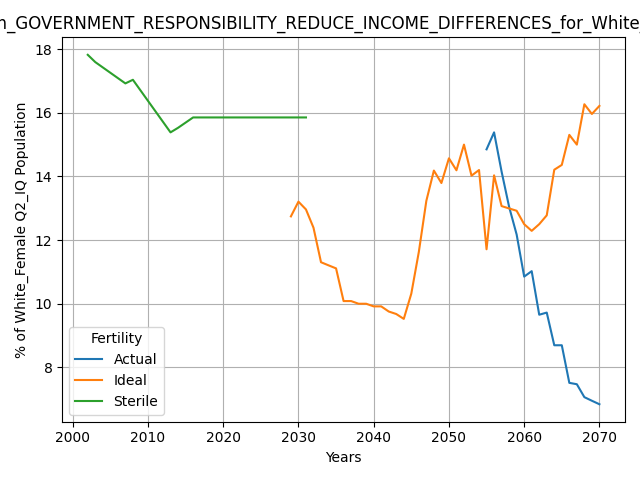 n_GOVERNMENT_RESPONSIBILITY_REDUCE_INCOME_DIFFERENCES_for_White_
18
16
14
12
10
8
% of White_Female Q2_IQ Population
Fertility
Actual
Ideal
Sterile
2000 2010 2020 2030 2040 2050 2060 2070
Years